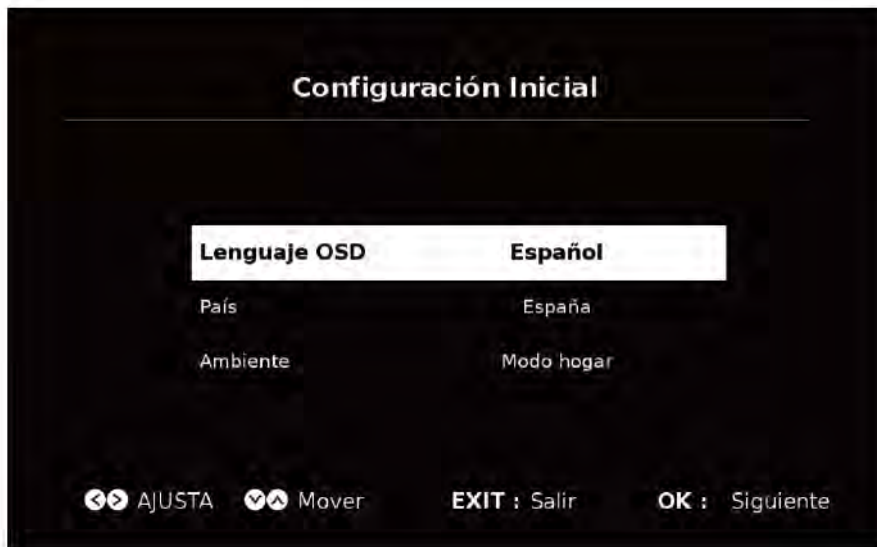 Configuración Inicial
Lenguaje OSD Español
País España
Ambiente Modo hogar
AJUSTA Mover EXIT : Salir OK : Siguiente